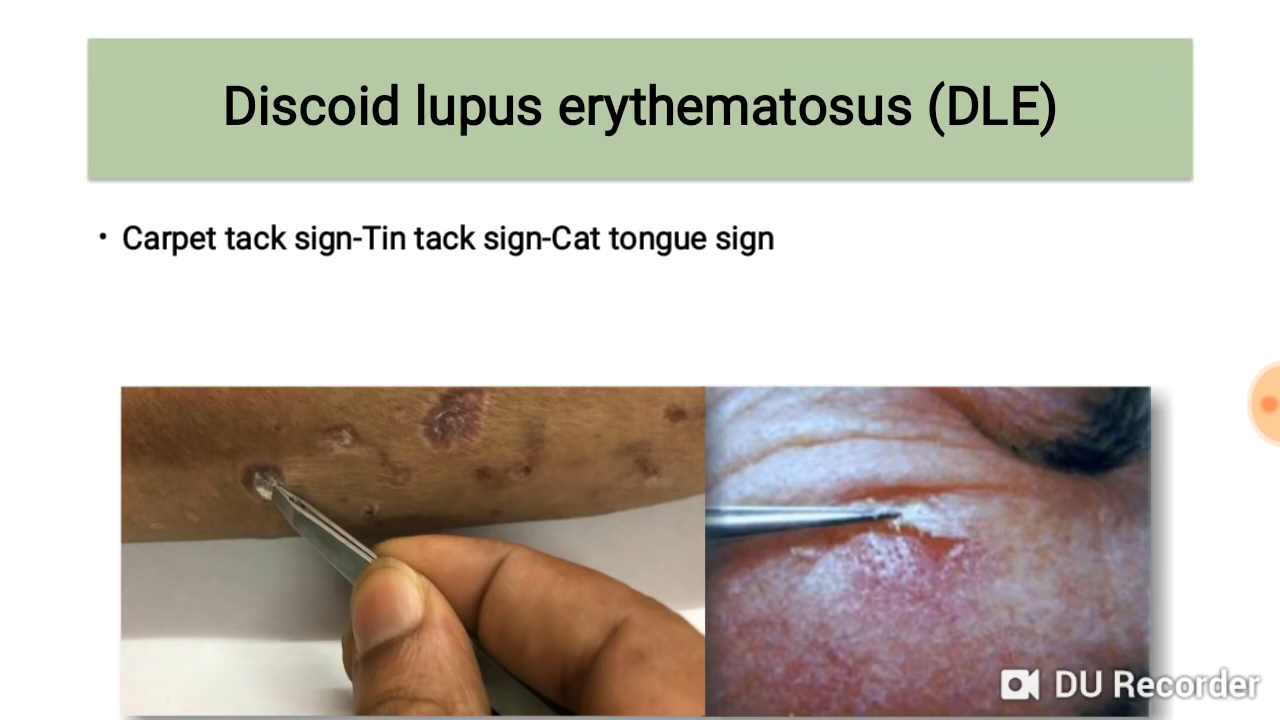 Discoid lupus erythematosus (DLE)
• Carpet tack sign-Tin tack sign-Cat tongue sign
DU Recorder